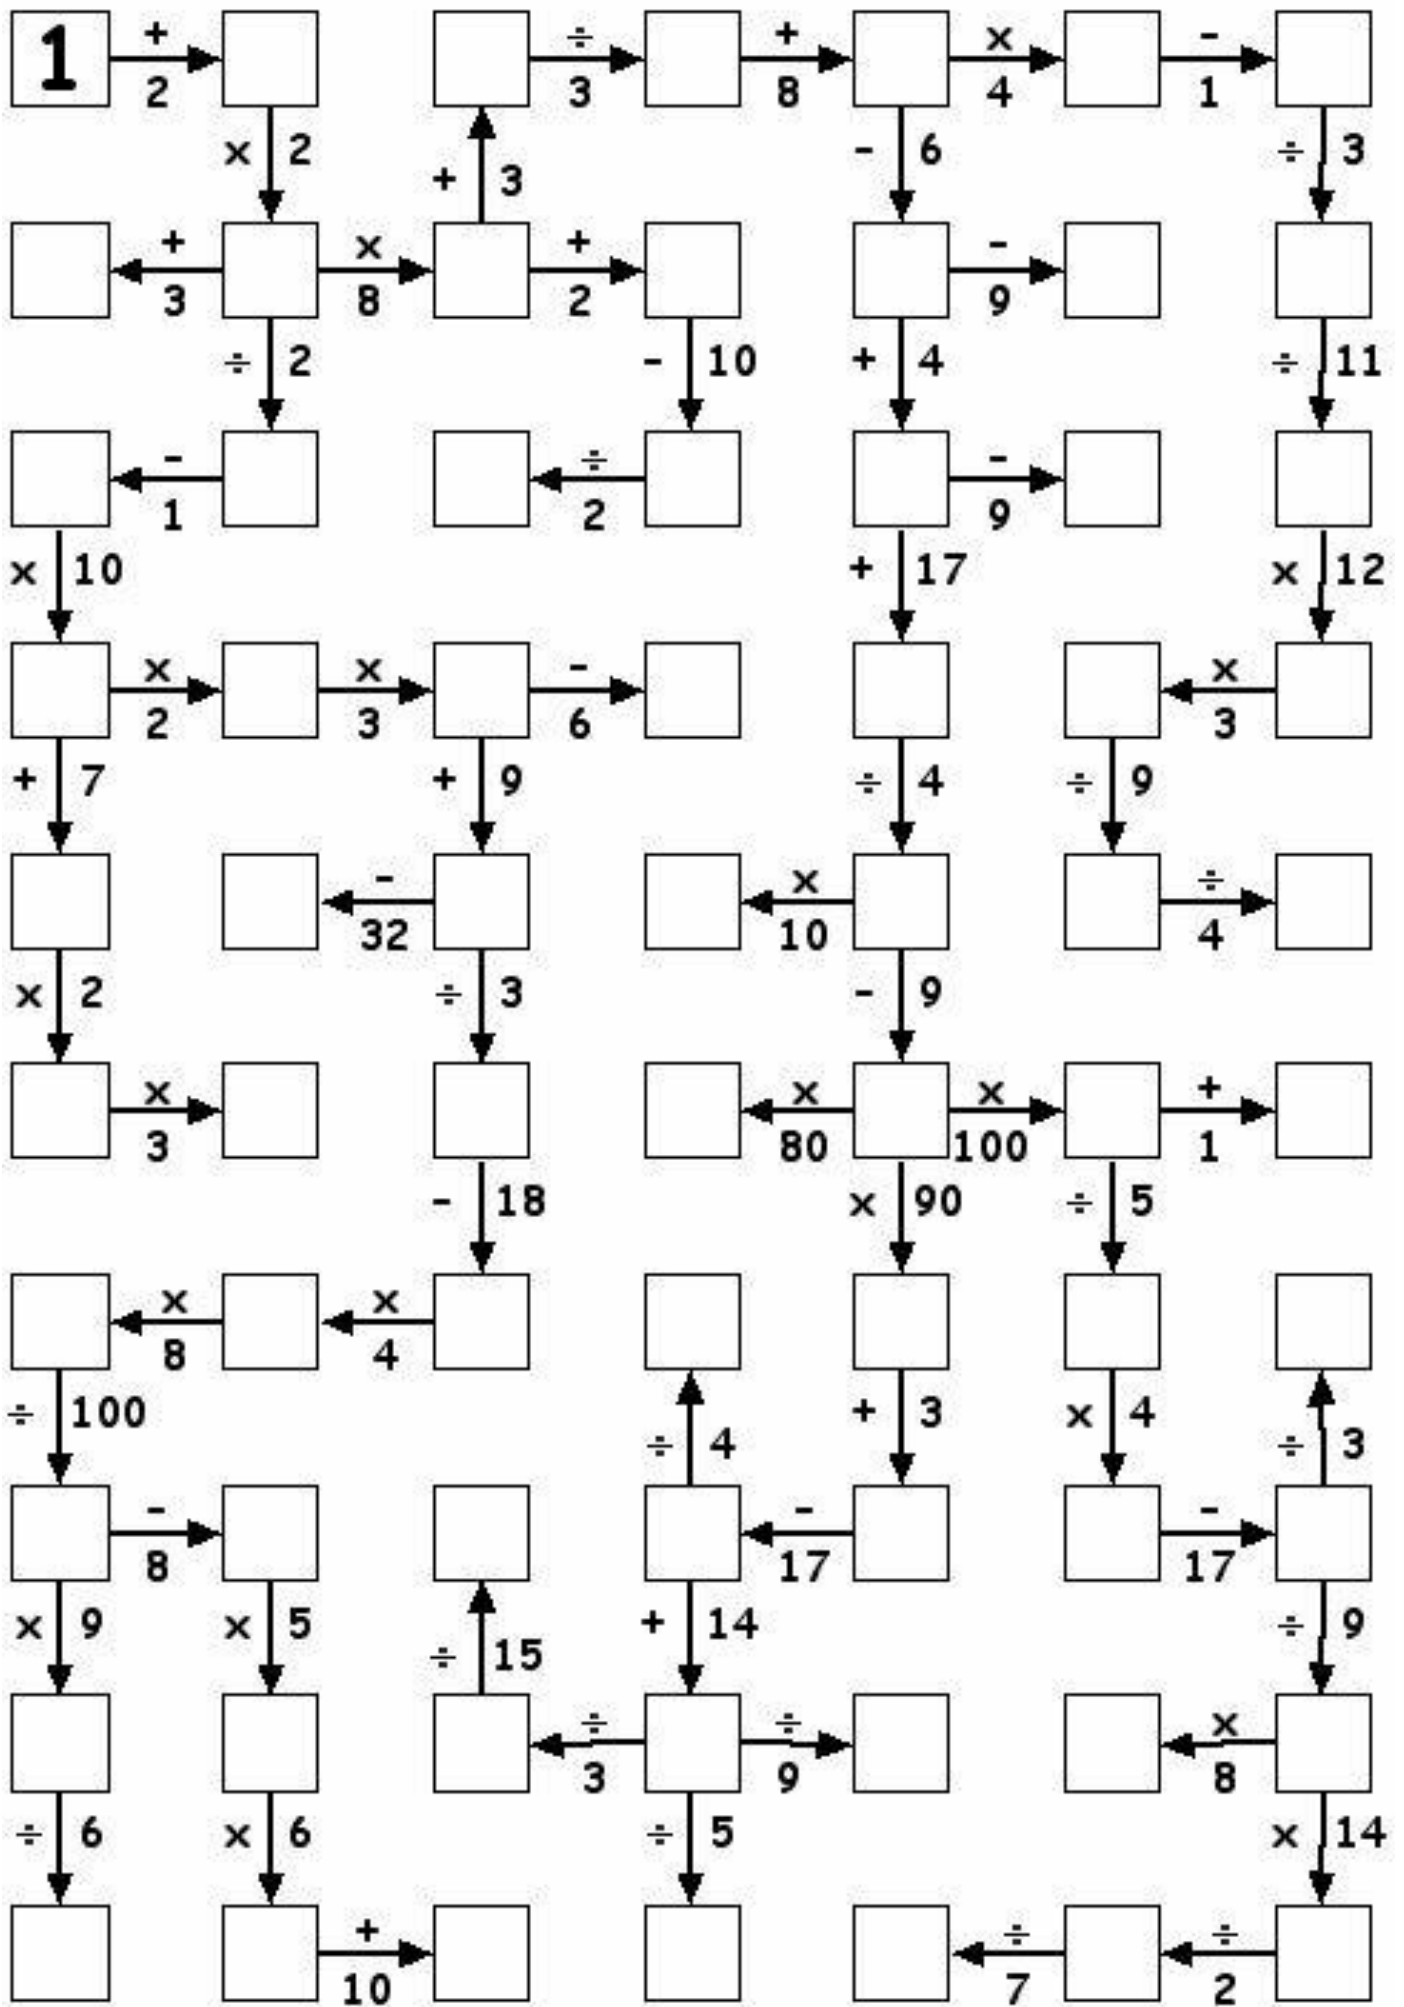 1 + ÷ + × -
2 3 8 4 1
× 2 + 3 - 6 ÷ 3
+ × + -
3 8 2 9
÷ 2 - 10 + 4 ÷ 11
- ÷ -
1 2 9
× 10 + 17 × 12
× × - ×
2 3 6 3
+ 7 + 9 ÷ 4 ÷ 9
- × ÷
32 10 4
× 2 ÷ 3 - 9
× × × +
3 80 100 1
- 18 × 90 ÷ 5
× ×
8 4
÷ 100 ÷ 4 + 3 × 4 ÷ 3
- - -
8 17 17
× 9 × 5 ÷ 15 + 14 ÷ 9
÷ ÷ ×
3 9 8
÷ 6 × 6 ÷ 5 × 14
+ ÷ ÷
10 7 2